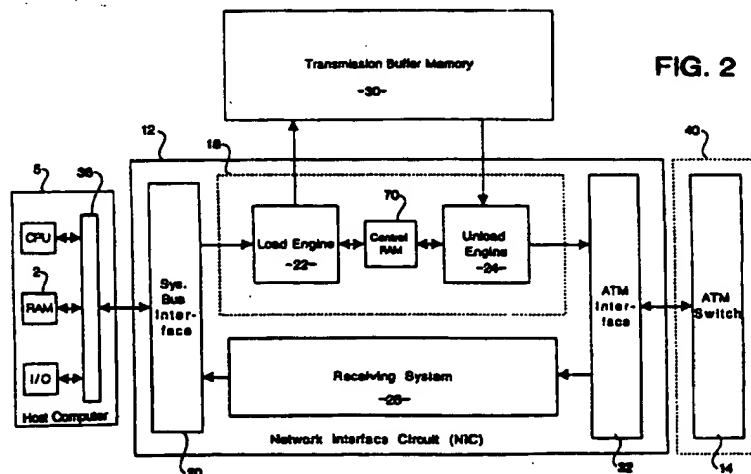 FIG. 2
Transmission Buffer Memory
-30-
12
18
40
5
36
CPU
2
RAM
I/O
Host Computer
Sys.
Bus
Inter-
face
Load Engine
-22-
70
Control
RAM
Unload
Engine
-24-
ATM
Inter-
face
ATM
Switch
Receiving System
Network Interface Circuit (NIC)
14